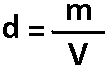 d = m/V